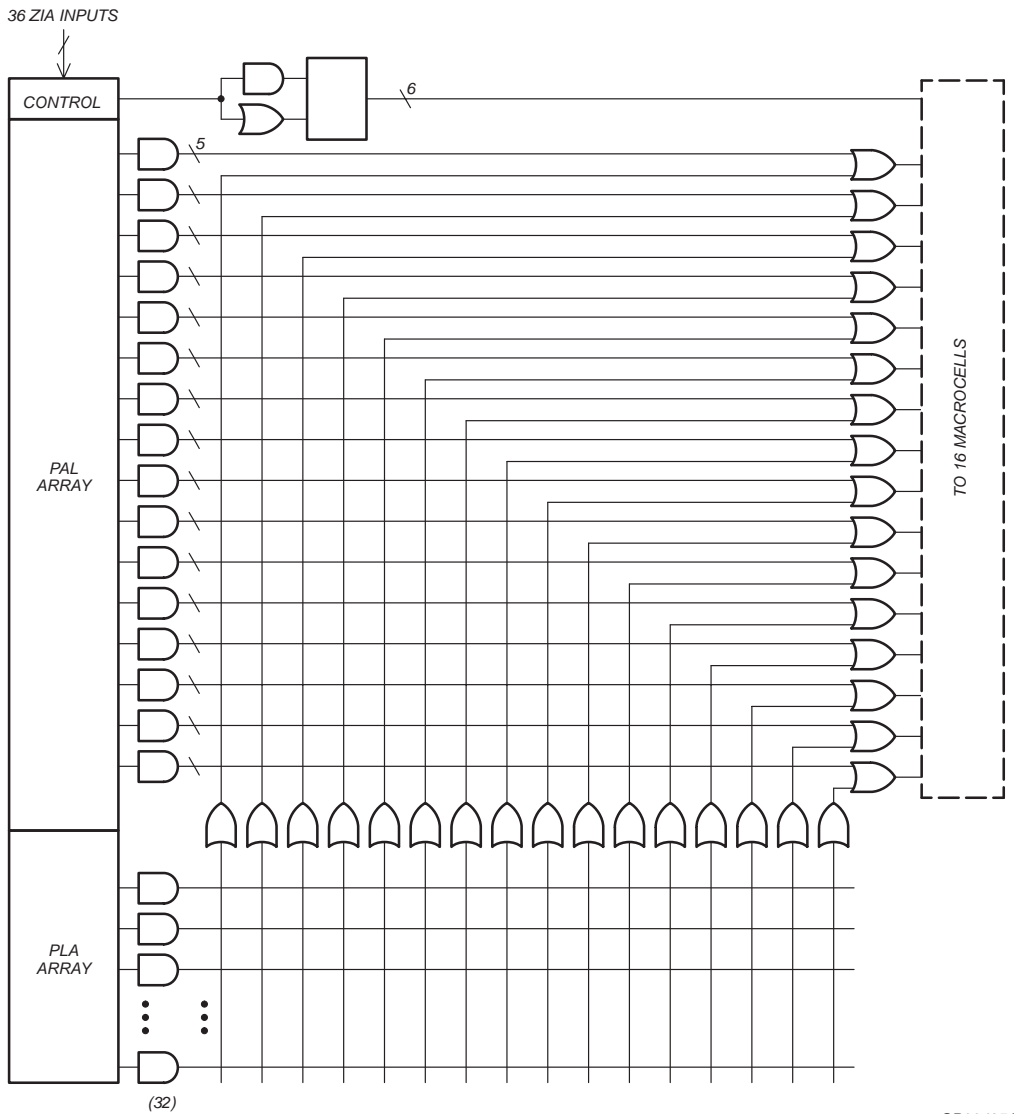 36 ZIA INPUTS
CONTROL
6
5
PAL
ARRAY
TO 16 MACROCELLS
PLA
ARRAY
(32)